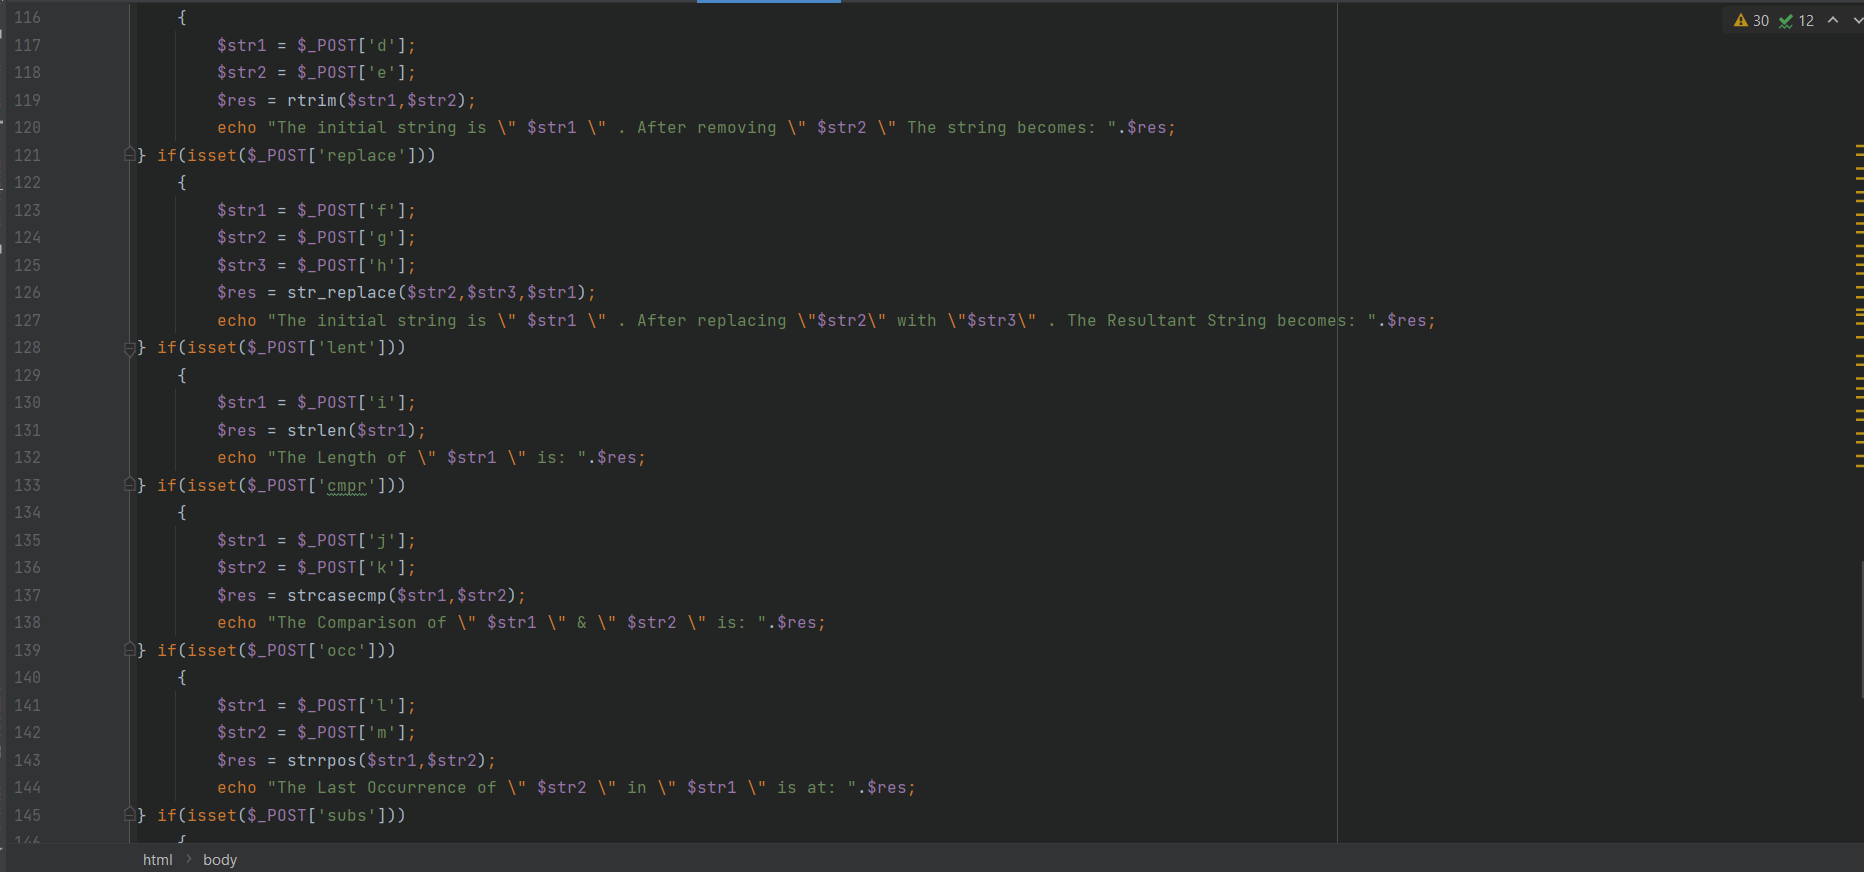 30 12
116 {
117 $str1 = $_POST['d'];
118 $str2 = $_POST['e'];
119 $res = rtrim($str1,$str2);
120 echo "The initial string is \" $str1 \" . After removing \" $str2 \" The string becomes: ".$res;
121 } if(isset($_POST['replace']))
122 {
123 $str1 = $_POST['f'];
124 $str2 = $_POST['g'];
125 $str3 = $_POST['h'];
126 $res = str_replace($str2,$str3,$str1);
127 echo "The initial string is \" $str1 \" . After replacing \"$str2\" with \"$str3\" . The Resultant String becomes: ".$res;
128 } if(isset($_POST['lent']))
129 {
130 $str1 = $_POST['i'];
131 $res = strlen($str1);
132 echo "The Length of \" $str1 \" is: ".$res;
133 } if(isset($_POST['cmpr']))
134 {
135 $str1 = $_POST['j'];
136 $str2 = $_POST['k'];
137 $res = strcasecmp($str1,$str2);
138 echo "The Comparison of \" $str1 \" & \" $str2 \" is: ".$res;
139 } if(isset($_POST['occ']))
140 {
141 $str1 = $_POST['l'];
142 $str2 = $_POST['m'];
143 $res = strrpos($str1,$str2);
144 echo "The Last Occurrence of \" $str2 \" in \" $str1 \" is at: ".$res;
145 } if(isset($_POST['subs']))
146 {
html › body